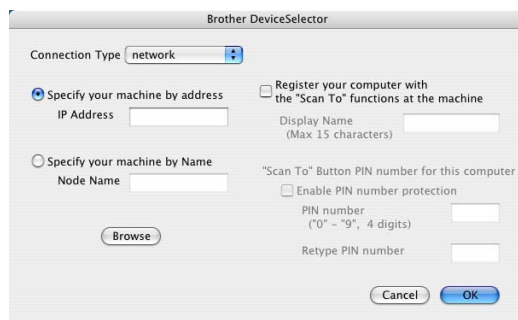 Brother DeviceSelector
Connection Type network
Specify your machine by address
IP Address
Specify your machine by Name
Node Name
Browse
Register your computer with
the "Scan To" functions at the machine
Display Name
(Max 15 characters)
"Scan To" Button PIN number for this computer
Enable PIN number protection
PIN number
("0" – "9", 4 digits)
Retype PIN number
Cancel OK